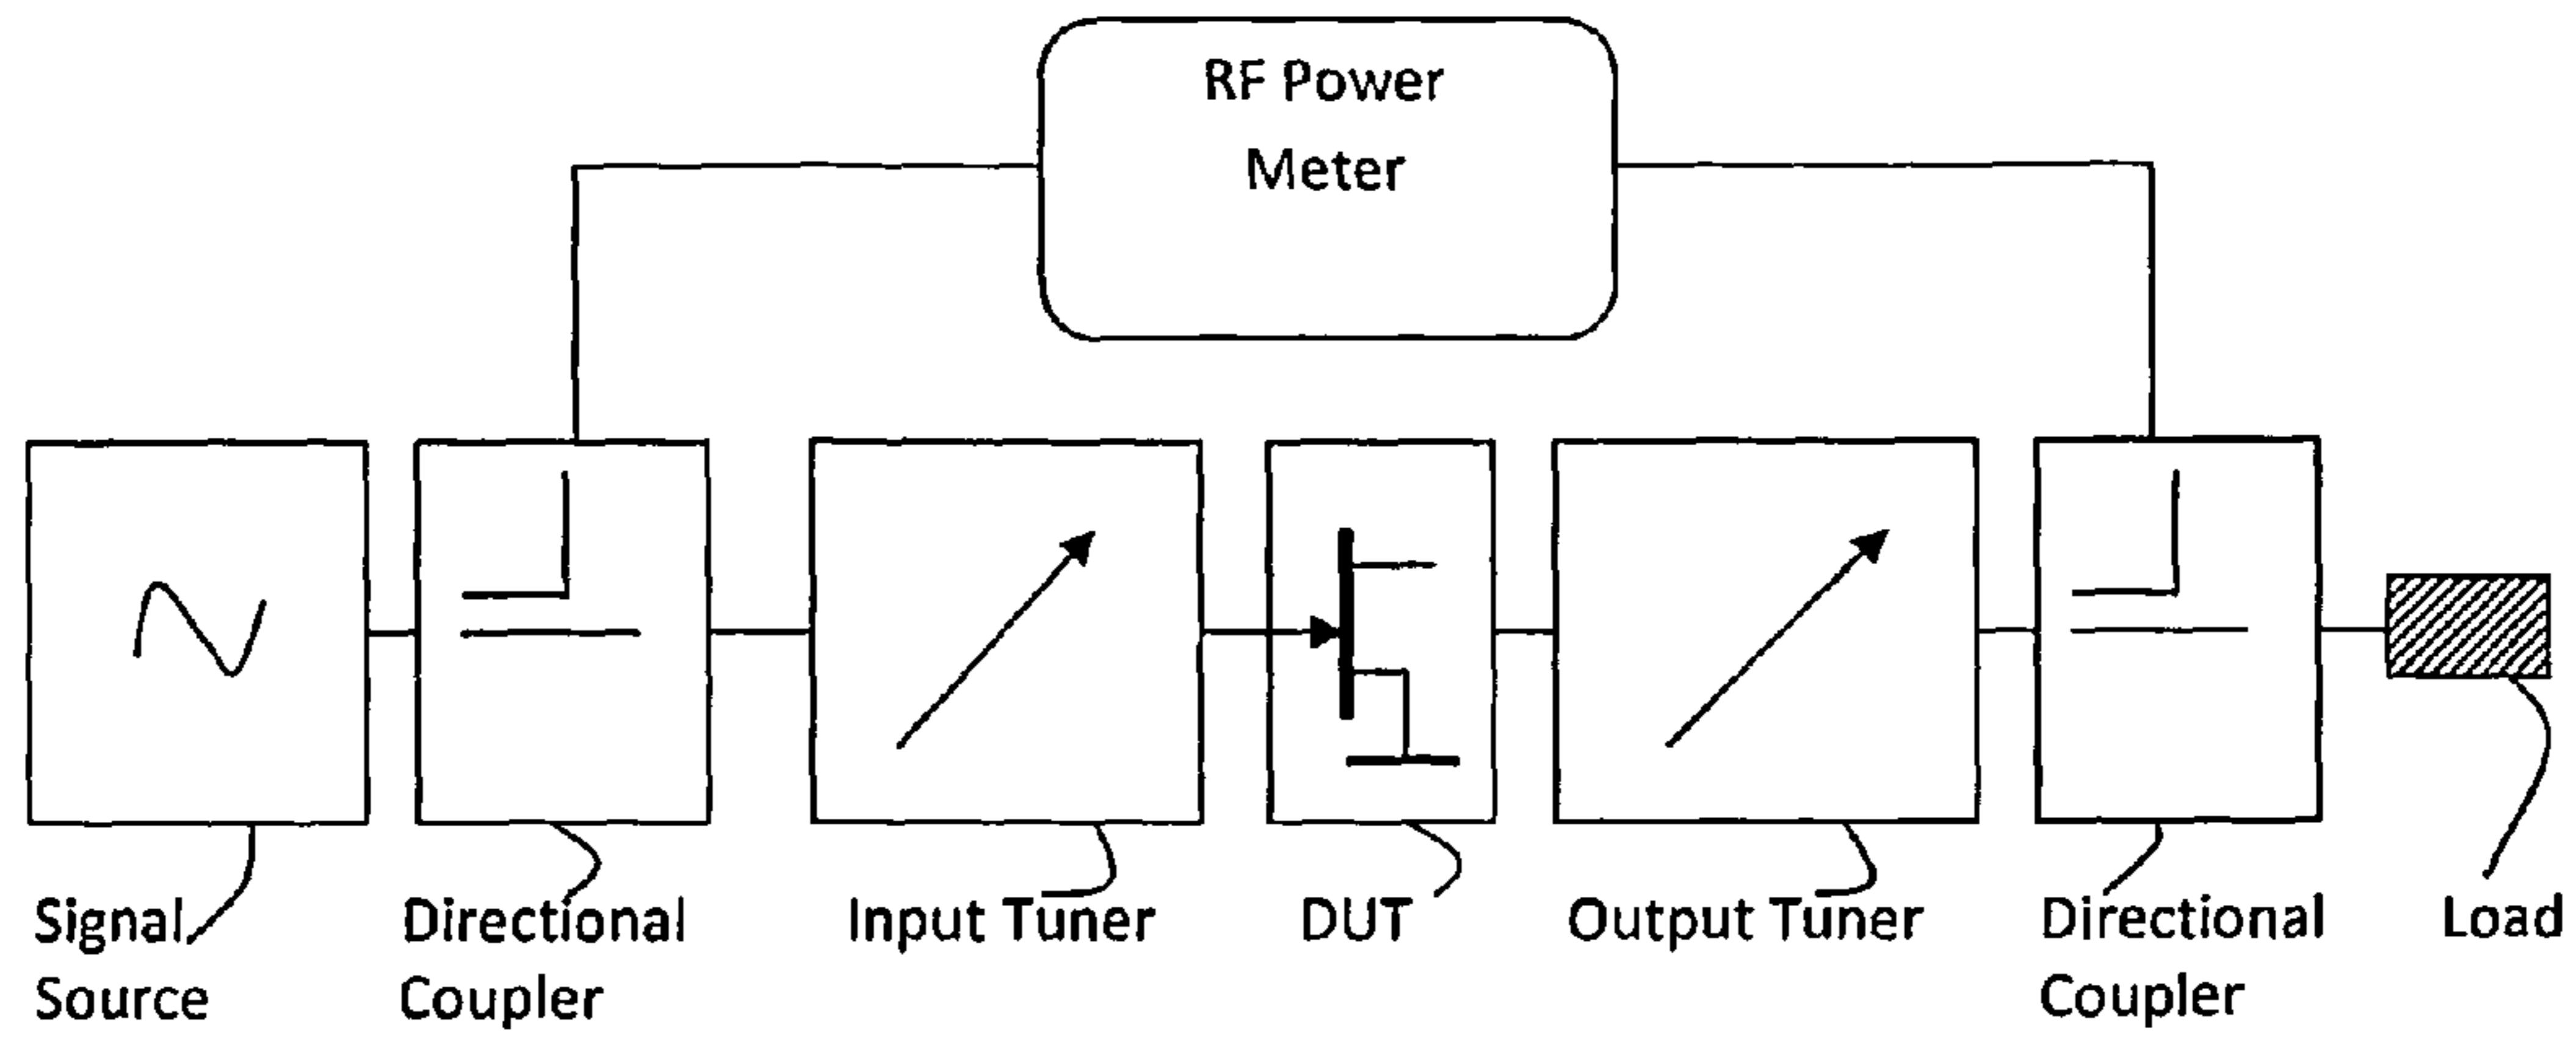 RF Power
Meter
Signal
Source
Directional
Coupler
Input Tuner
DUT
Output Tuner
Directional
Coupler
Load